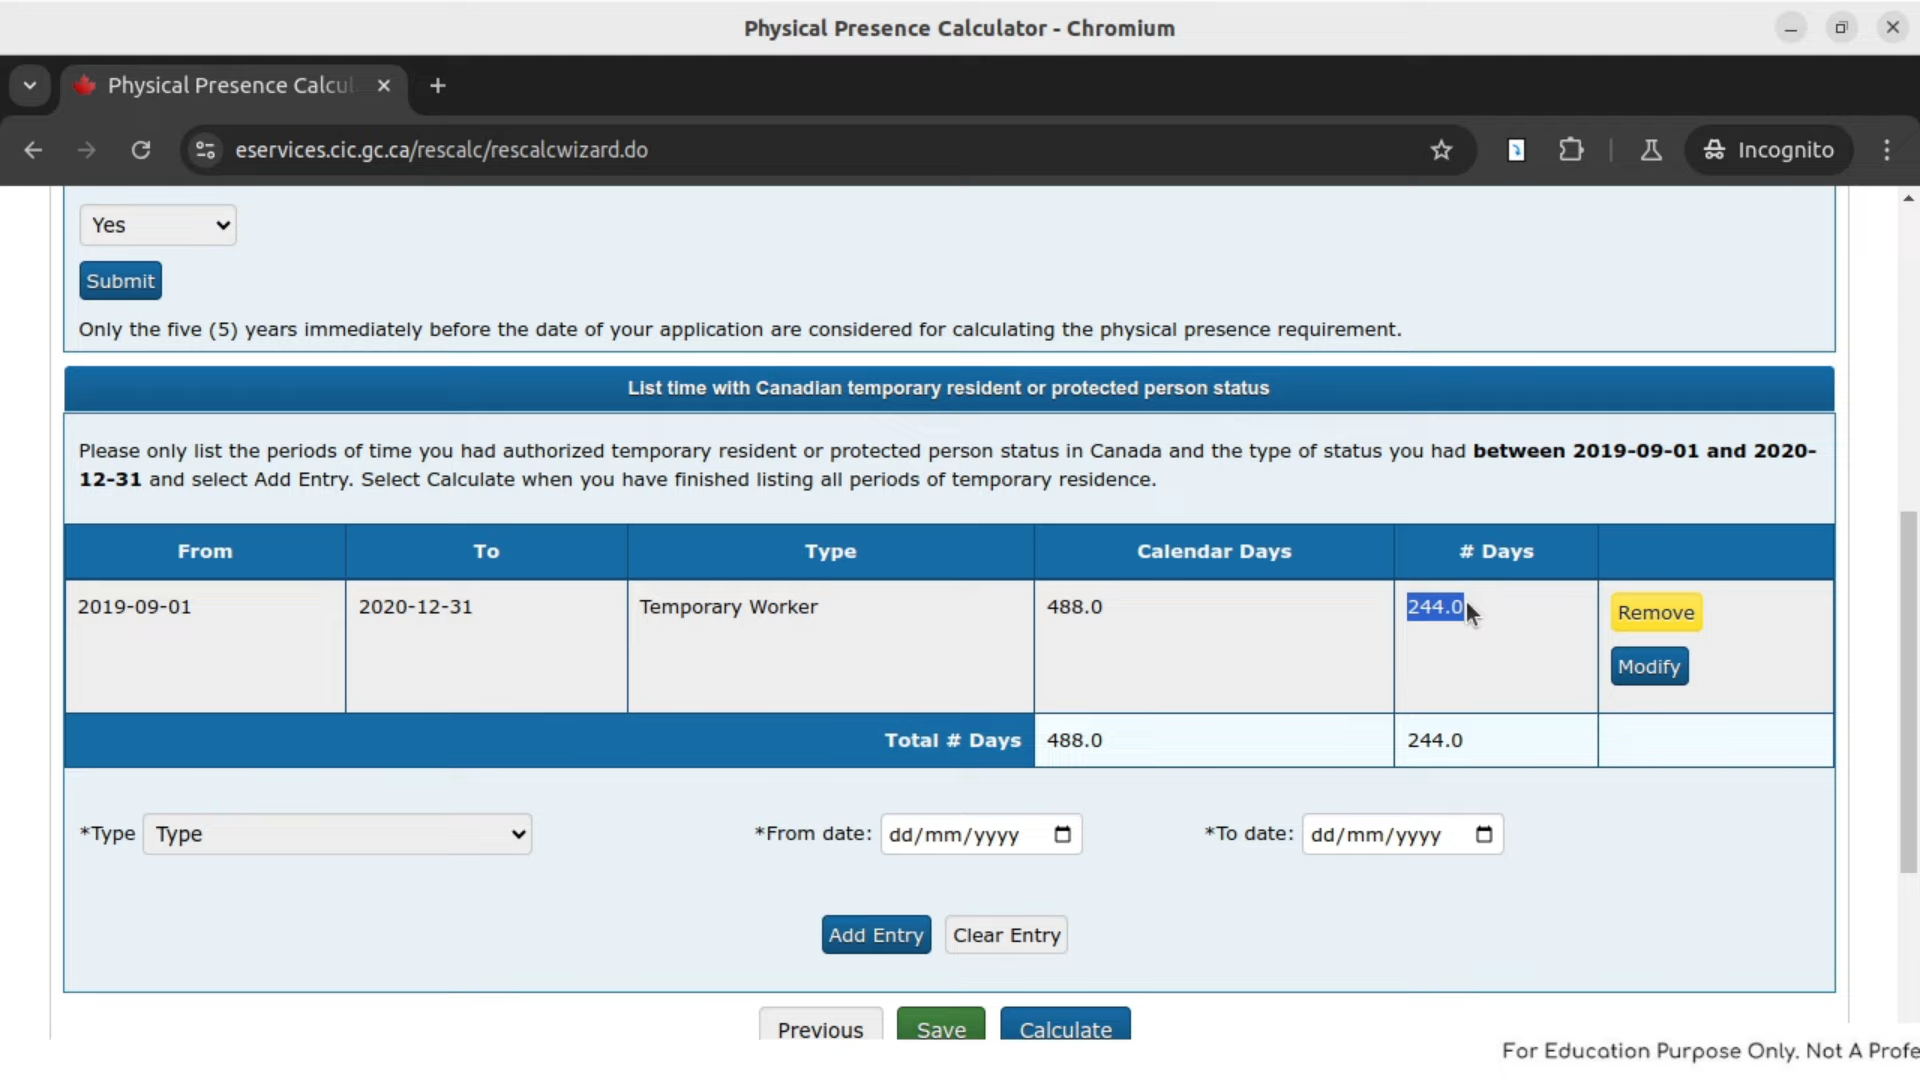 Physical Presence Calculator - Chromium
Physical Presence Calcul
eservices.cic.gc.ca/rescalc/rescalcwizard.do
Incognito
Yes
Submit
Only the five (5) years immediately before the date of your application are considered for calculating the physical presence requirement.
List time with Canadian temporary resident or protected person status
Please only list the periods of time you had authorized temporary resident or protected person status in Canada and the type of status you had between 2019-09-01 and 2020-
12-31 and select Add Entry. Select Calculate when you have finished listing all periods of temporary residence.
From To Type Calendar Days # Days
2019-09-01 2020-12-31 Temporary Worker 488.0 244.0 Remove
Modify
Total # Days 488.0 244.0
*Type Type *From date: dd/mm/yyyy *To date: dd/mm/yyyy
Add Entry Clear Entry
Previous Save Calculate
For Education Purpose Only. Not A Profe